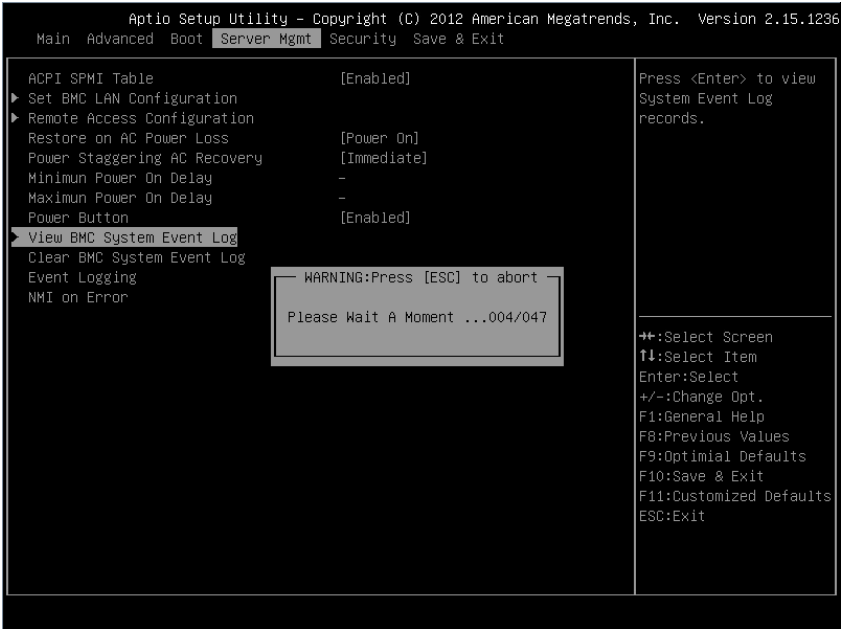 Aptio Setup Utility – Copyright (C) 2012 American Megatrends, Inc. Version 2.15.1236
Main Advanced Boot Server Mgmt Security Save & Exit
ACPI SPMI Table [Enabled]
Set BMC LAN Configuration
Remote Access Configuration
Restore on AC Power Loss [Power On]
Power Staggering AC Recovery [Immediate]
Minimun Power On Delay –
Maximun Power On Delay –
Power Button [Enabled]
View BMC System Event Log
Clear BMC System Event Log
Event Logging
NMI on Error
WARNING:Press [ESC] to abort
Please Wait A Moment ...004/047
Press <Enter> to view
System Event Log
records.
→←:Select Screen
↑↓:Select Item
Enter:Select
+/-:Change Opt.
F1:General Help
F8:Previous Values
F9:Optimial Defaults
F10:Save & Exit
F11:Customized Defaults
ESC:Exit